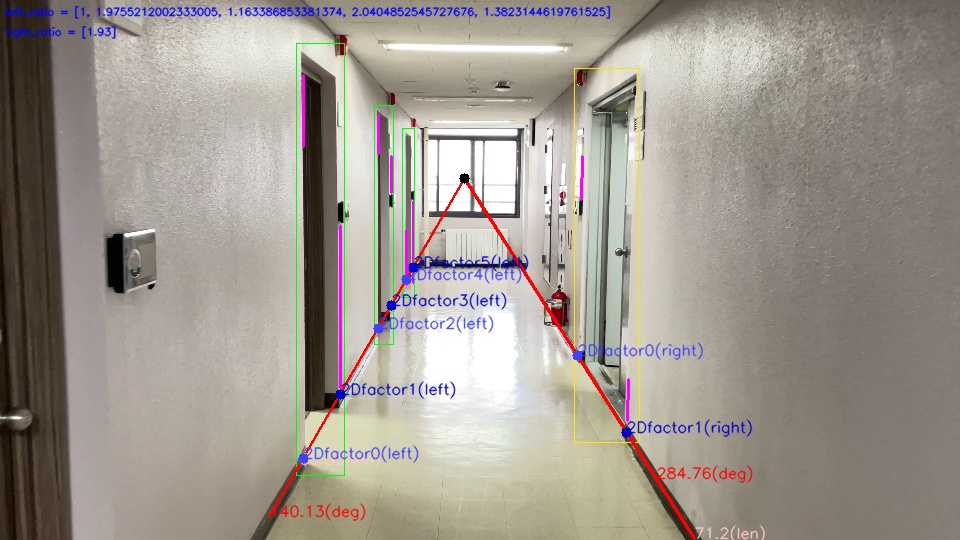 left_ratio = [1, 1.9755212002333005, 1.163386853381374, 2.0404852545727676, 1.3823144619761525]
right_ratio = [1.93]
2Dfactor5(left)
2Dfactor4(left)
2Dfactor3(left)
2Dfactor2(left)
2Dfactor0(right)
2Dfactor1(left)
2Dfactor1(right)
2Dfactor0(left)
284.76(deg)
140.13(deg)
71.2(len)